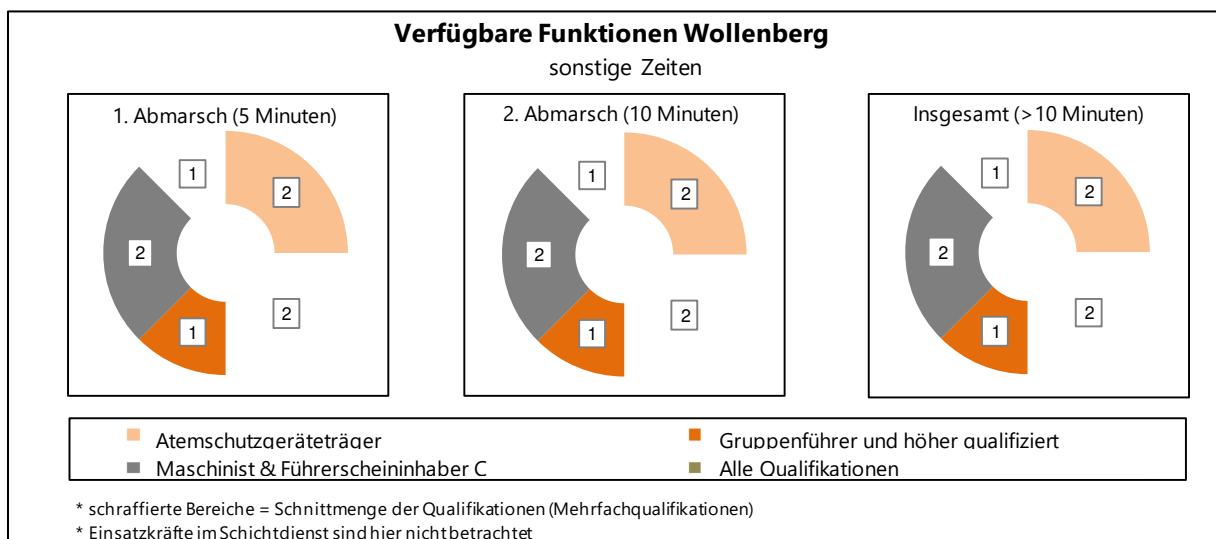 Verfügbare Funktionen Wollenberg
sonstige Zeiten
1. Abmarsch (5 Minuten)
1
2
2
2
1
2. Abmarsch (10 Minuten)
1
2
2
2
1
Insgesamt (>10 Minuten)
1
2
2
2
1
Atemschutzgeräteträger
Gruppenführer und höher qualifiziert
Maschinist & Führerscheininhaber C
Alle Qualifikationen
* schraffierte Bereiche = Schnittmenge der Qualifikationen (Mehrfachqualifikationen)
* Einsatzkräfte im Schichtdienst sind hier nicht betrachtet